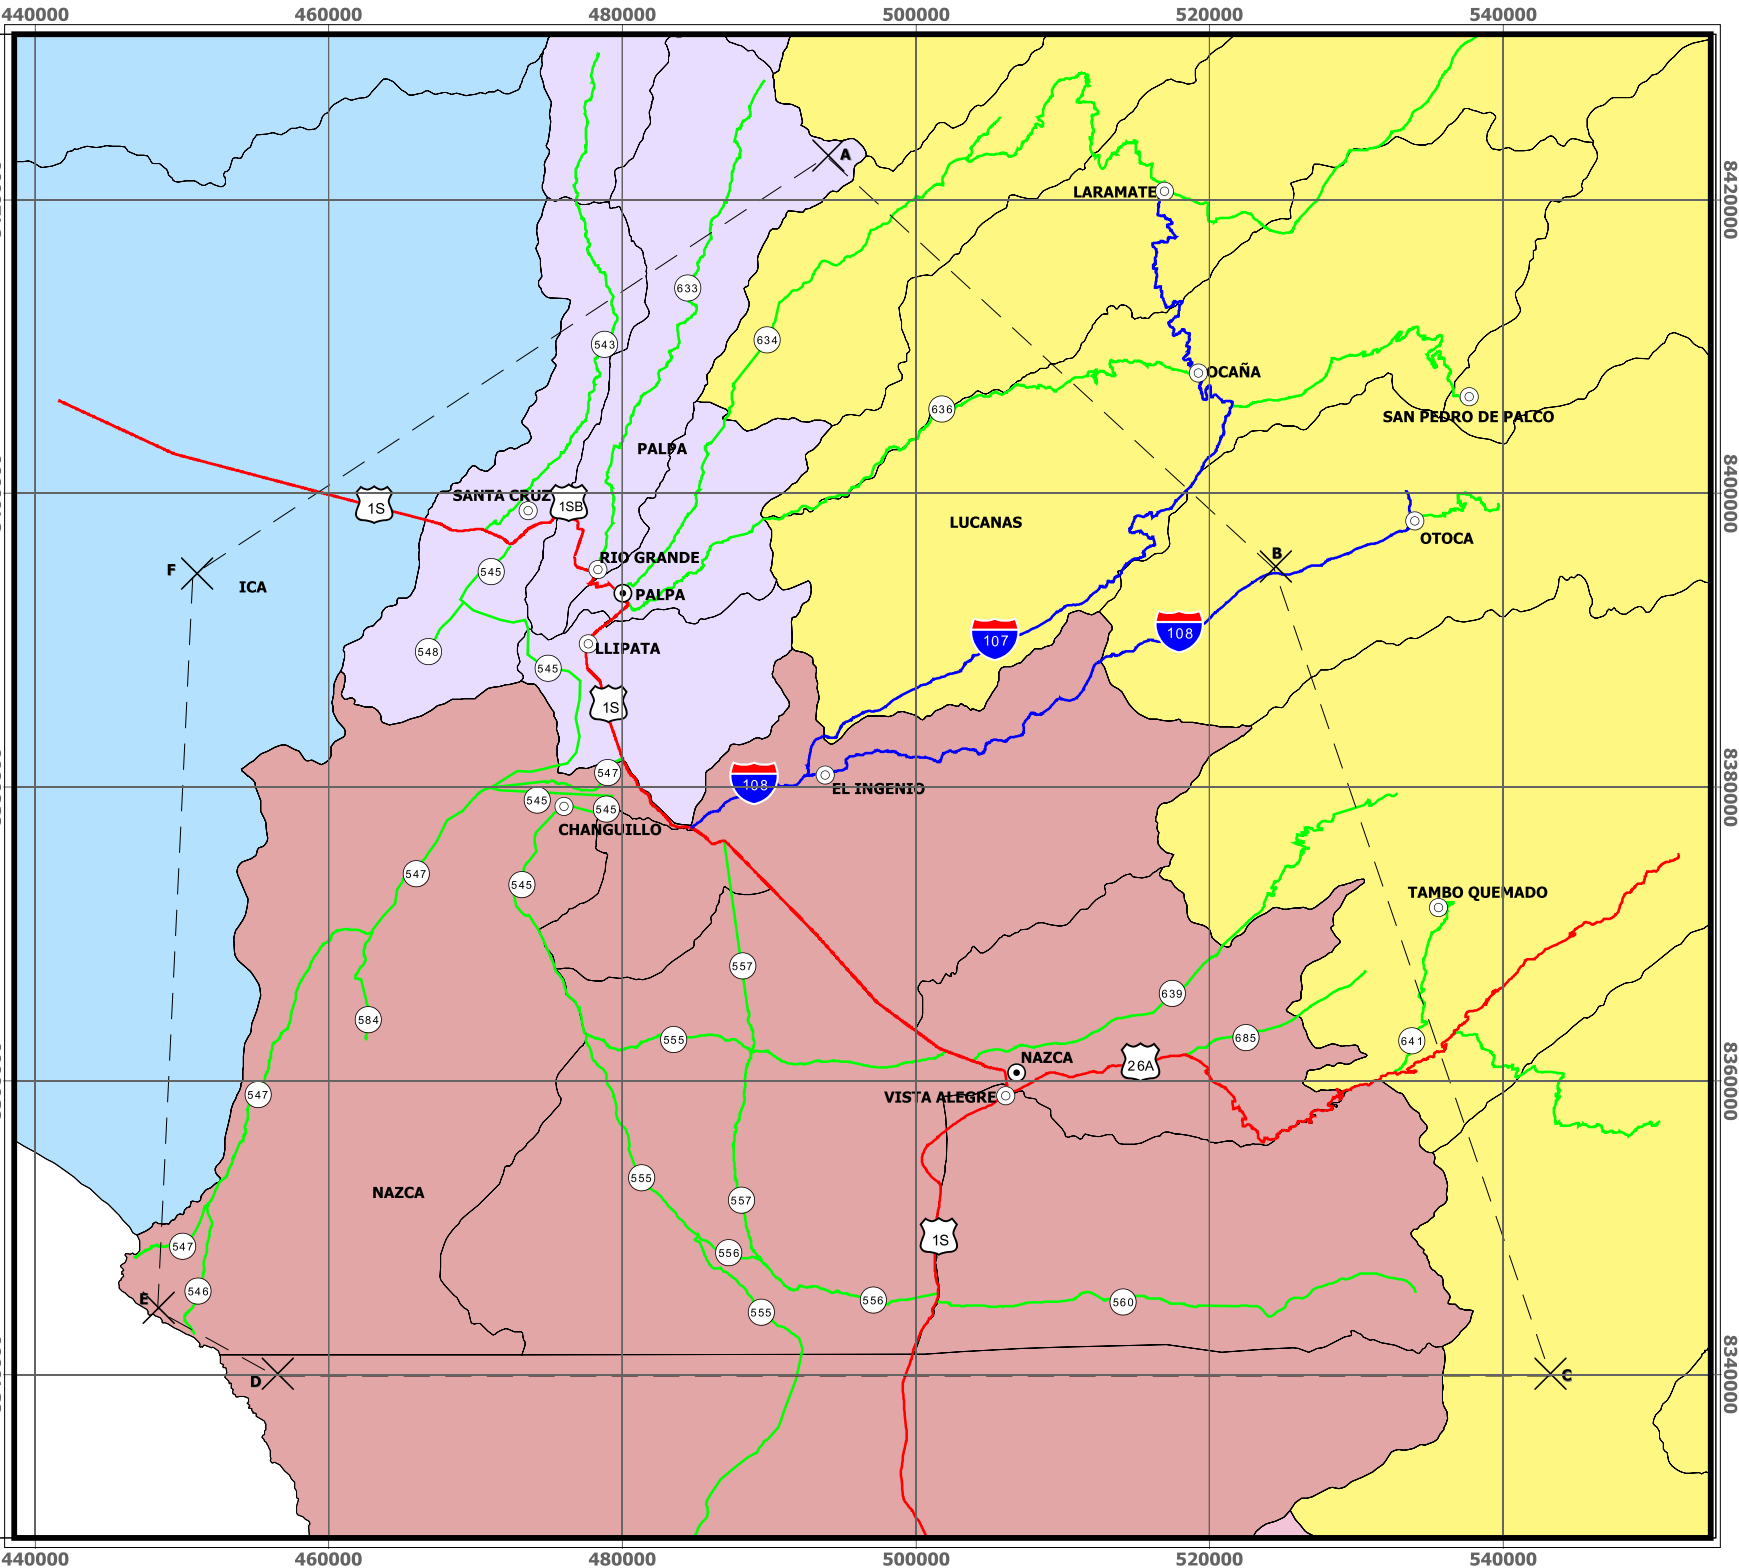 440000 460000 480000 500000 520000 540000
A
LARAMATE
8420000
633
543
634
OCAÑA
636
SAN PEDRO DE PALCO
PALPA
SANTA CRUZ
1S
1SB
8400000
LUCANAS
OTOCA
B
RIO GRANDE
F
ICA
545
PALPA
107
108
548
LLIPATA
545
1S
547
108
EL INGENIO
8380000
545
545
CHANGUILLO
547
545
TAMBO QUEMADO
557
639
584
555
685
641
NAZCA
26A
547
VISTA ALEGRE
8360000
555
NAZCA
557
547
556
1S
546
E
556
560
555
D
C
8340000
440000 460000 480000 500000 520000 540000